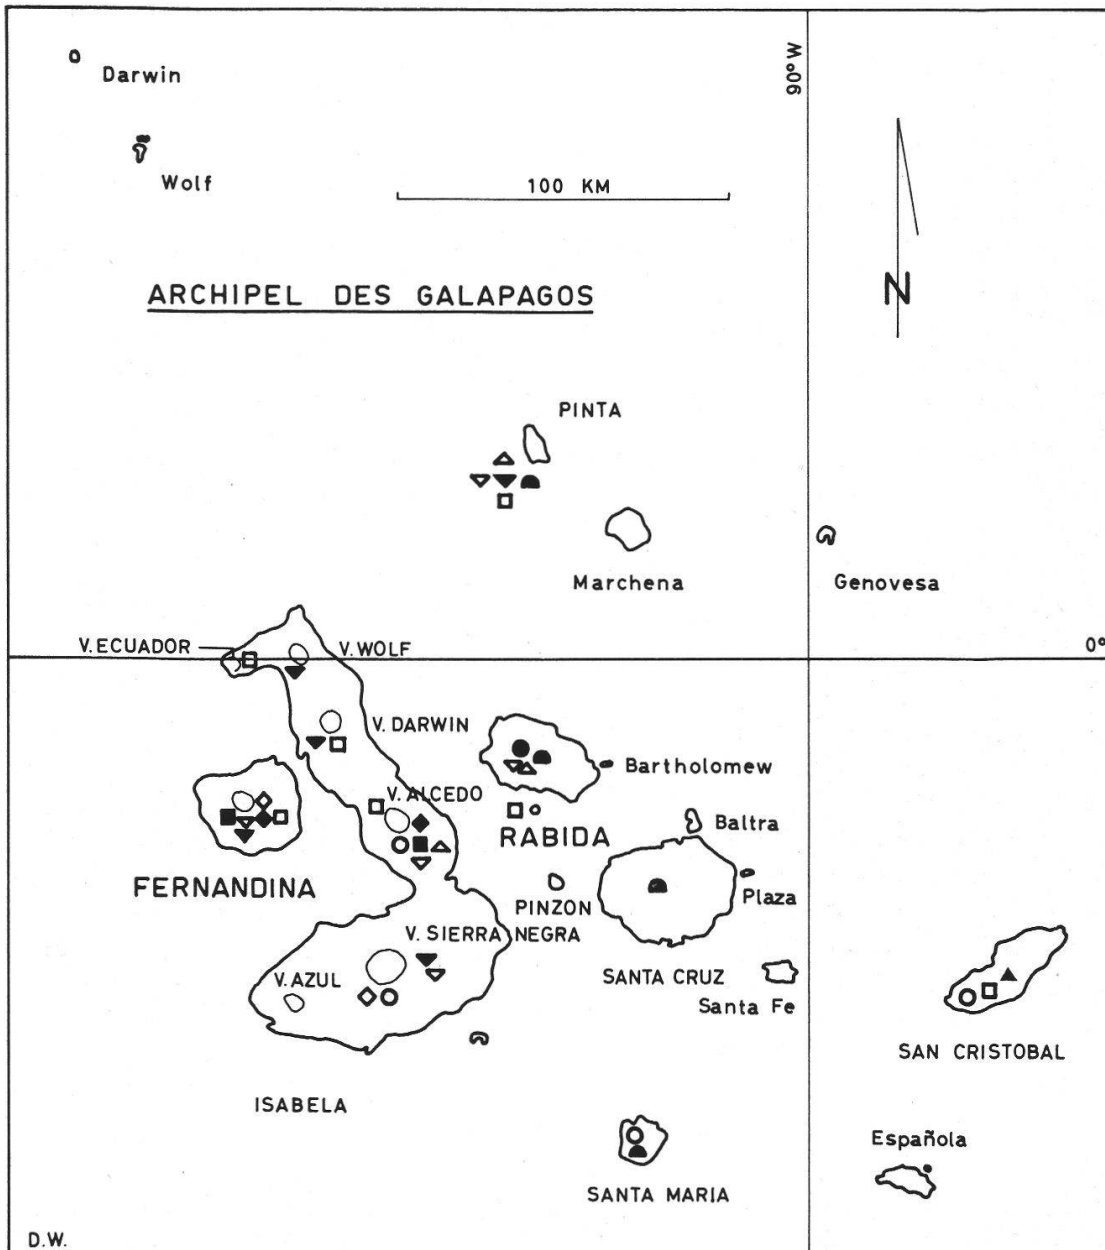 Darwin
90° W
Wolf
100 KM
ARCHIPEL DES GALAPAGOS
N
PINTA
Marchena
Genovesa
V. ECUADOR
V. WOLF
0°
V. DARWIN
Bartholomew
V. ALCEDO
RABIDA
Baltra
FERNANDINA
PINZON
Plaza
V. SIERRA NEGRA
V. AZUL
SANTA CRUZ
Santa Fe
SAN CRISTOBAL
ISABELA
Española
SANTA MARIA
D.W.